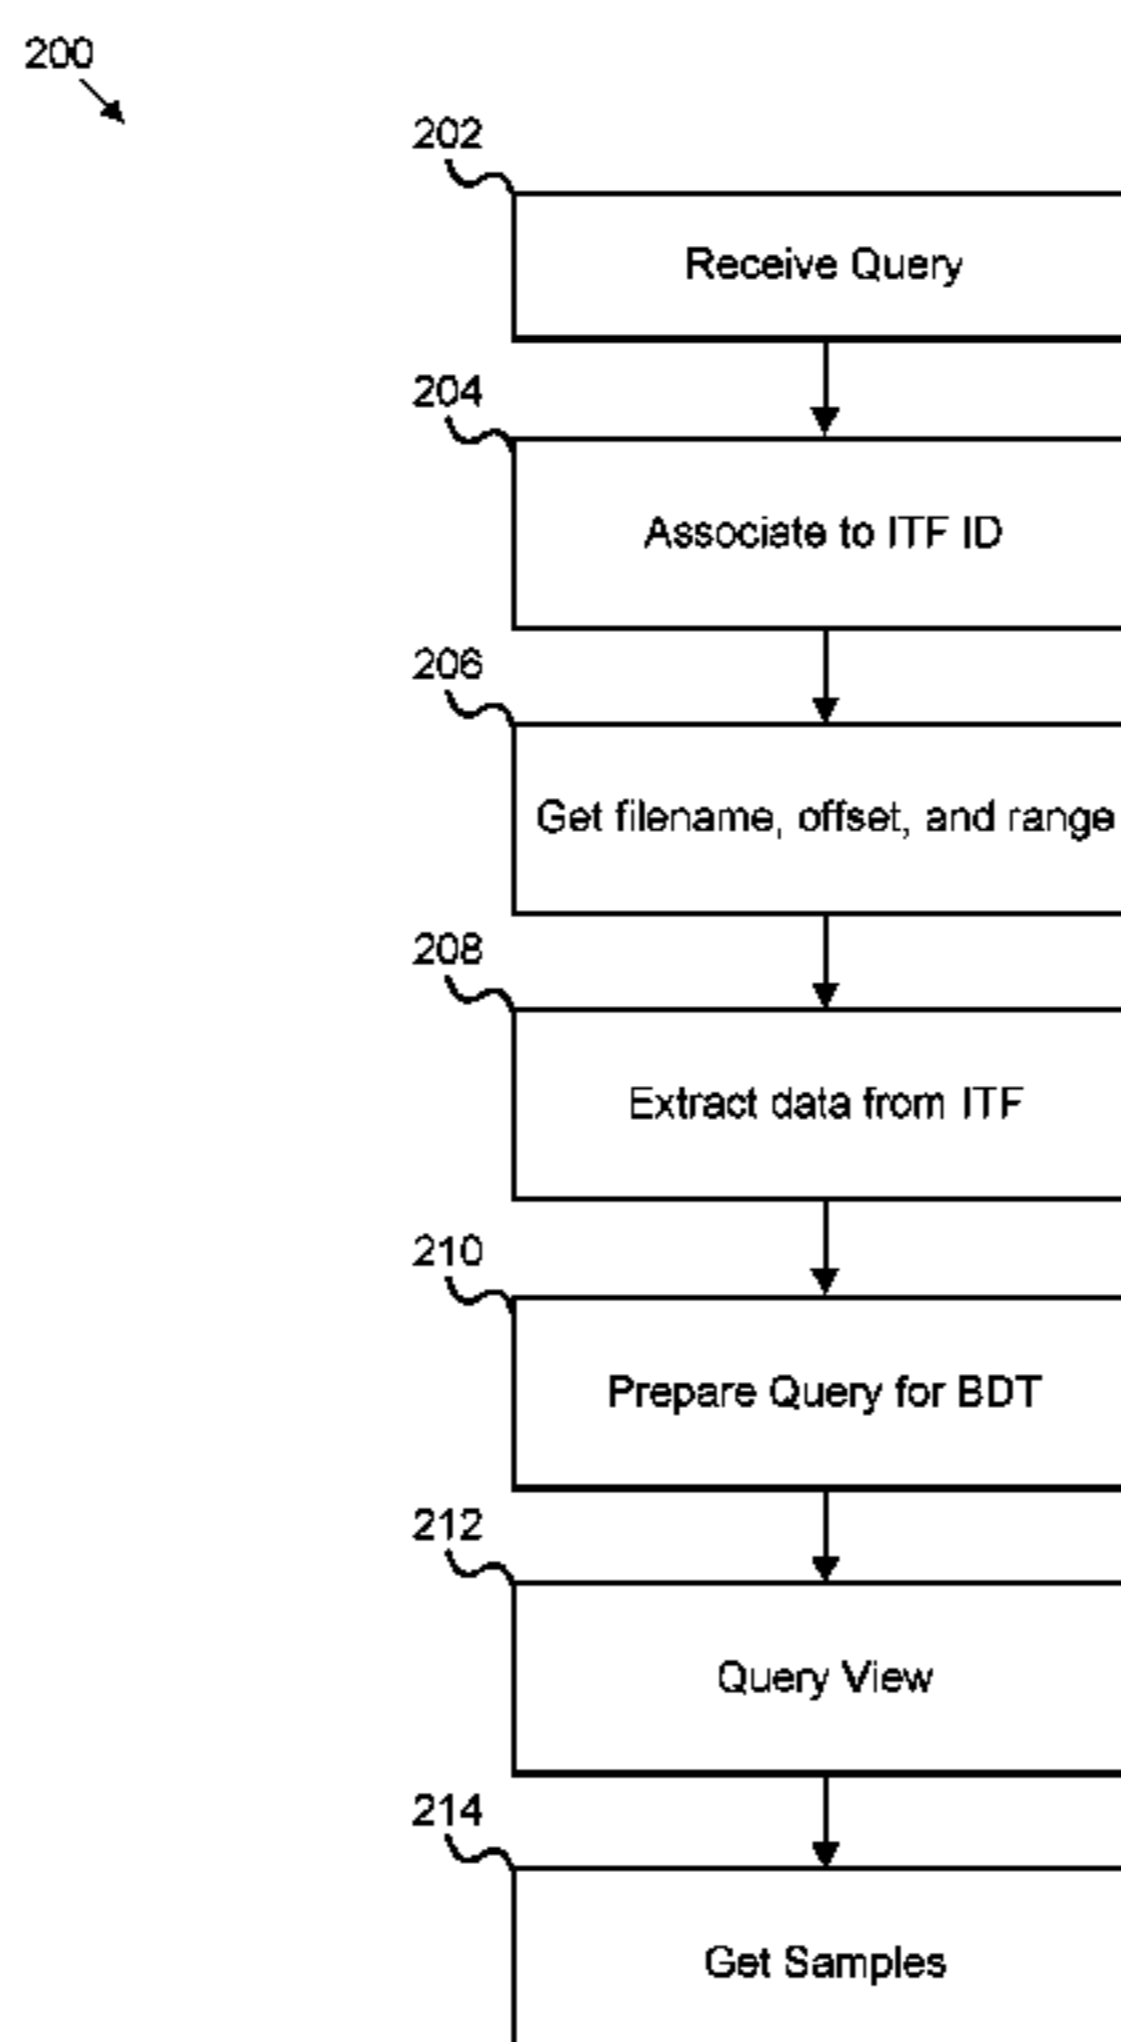 200
202
Receive Query
204
Associate to ITF ID
206
Get filename, offset, and range
208
Extract data from ITF
210
Prepare Query for BDT
212
Query View
214
Get Samples